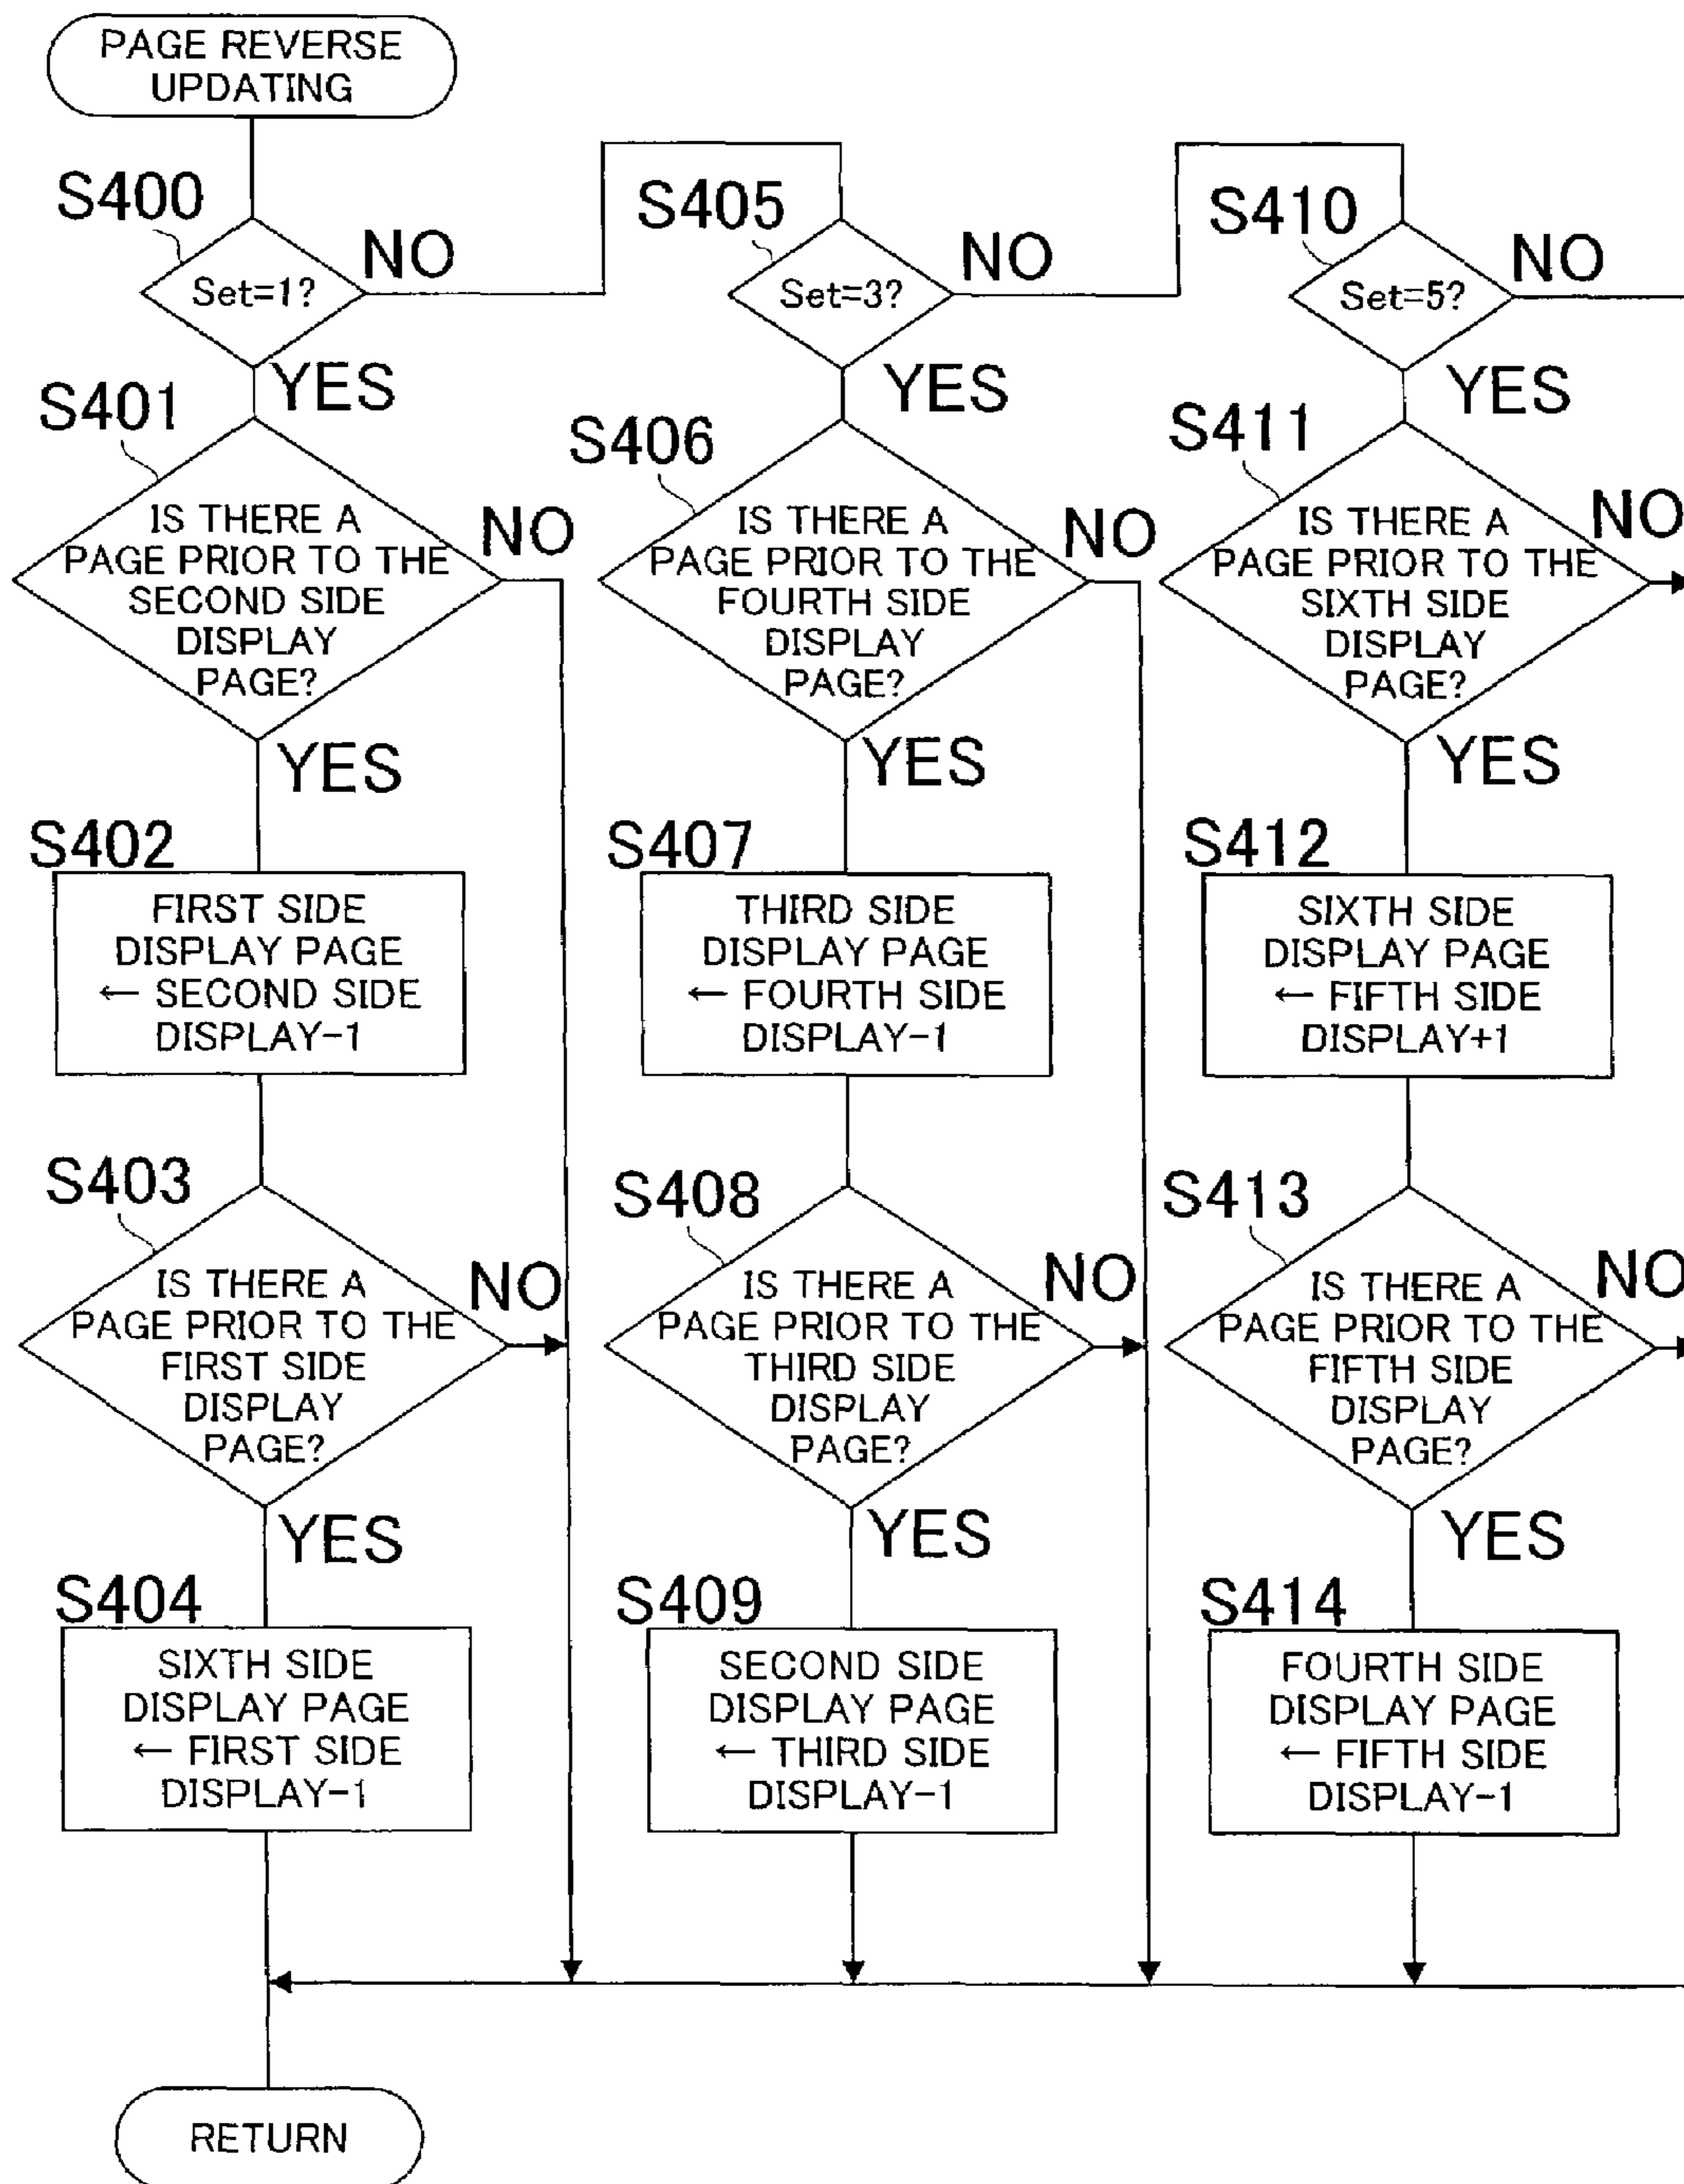 PAGE REVERSE
UPDATING
S400
Set=1?
NO
YES
S401
IS THERE A
PAGE PRIOR TO THE
SECOND SIDE
DISPLAY
PAGE?
NO
YES
S402
FIRST SIDE
DISPLAY PAGE
← SECOND SIDE
DISPLAY-1
S403
IS THERE A
PAGE PRIOR TO THE
FIRST SIDE
DISPLAY
PAGE?
NO
YES
S404
SIXTH SIDE
DISPLAY PAGE
← FIRST SIDE
DISPLAY-1
RETURN
S405
Set=3?
NO
YES
S406
IS THERE A
PAGE PRIOR TO THE
FOURTH SIDE
DISPLAY
PAGE?
NO
YES
S407
THIRD SIDE
DISPLAY PAGE
← FOURTH SIDE
DISPLAY-1
S408
IS THERE A
PAGE PRIOR TO THE
THIRD SIDE
DISPLAY
PAGE?
NO
YES
S409
SECOND SIDE
DISPLAY PAGE
← THIRD SIDE
DISPLAY-1
S410
Set=5?
NO
YES
S411
IS THERE A
PAGE PRIOR TO THE
SIXTH SIDE
DISPLAY
PAGE?
NO
YES
S412
SIXTH SIDE
DISPLAY PAGE
← FIFTH SIDE
DISPLAY+1
S413
IS THERE A
PAGE PRIOR TO THE
FIFTH SIDE
DISPLAY
PAGE?
NO
YES
S414
FOURTH SIDE
DISPLAY PAGE
← FIFTH SIDE
DISPLAY-1